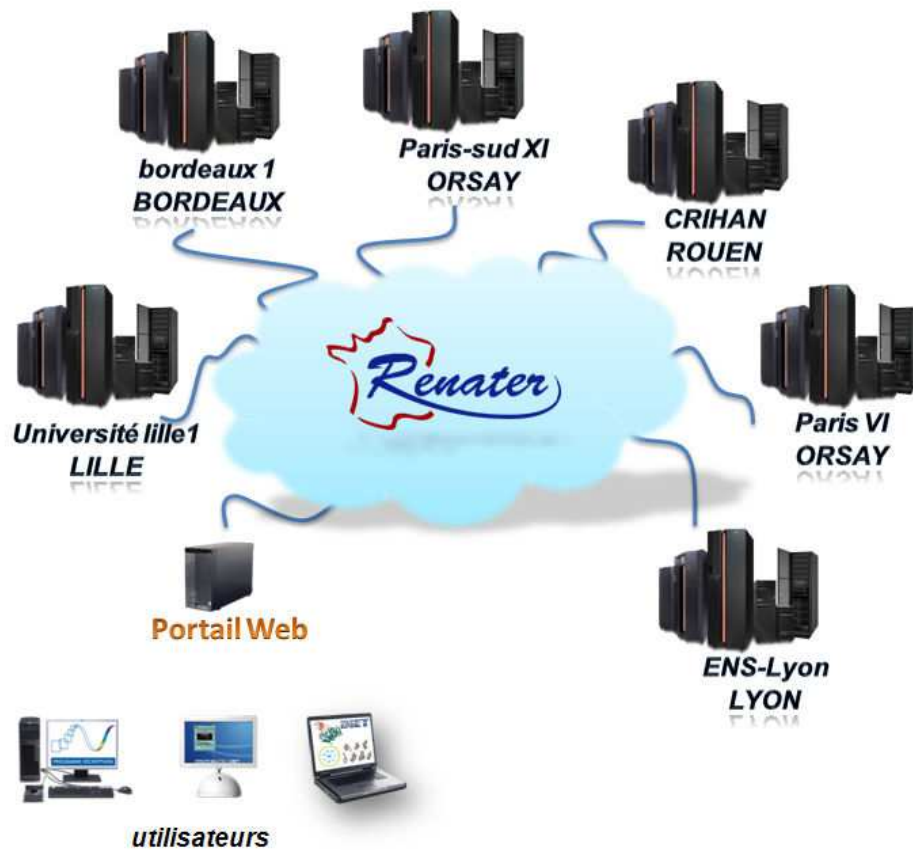 bordeaux 1
BORDEAUX
Paris-sud XI
ORSAY
CRIHAN
ROUEN
Renater
Université lille1
LILLE
Paris VI
ORSAY
Portail Web
ENS-Lyon
LYON
DIET
utilisateurs